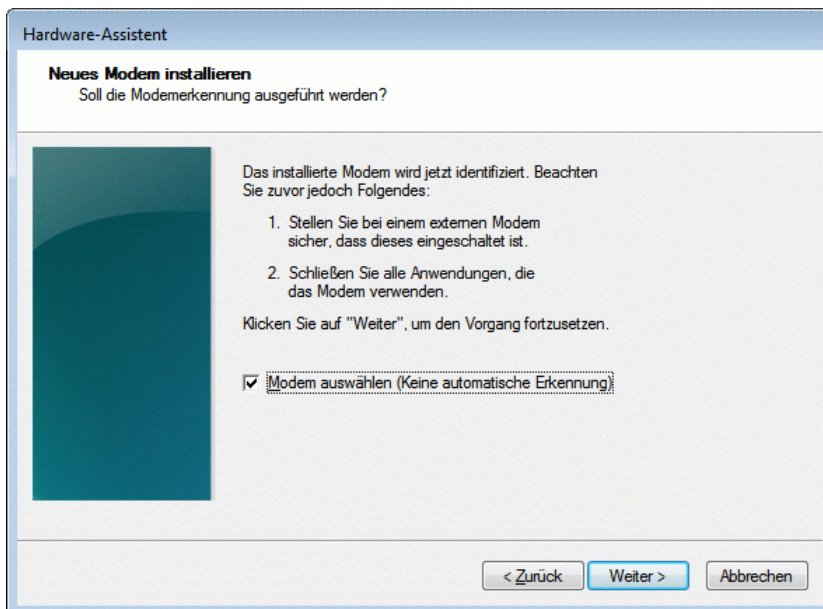 Hardware-Assistent
Neues Modem installieren
Soll die Modemerkennung ausgeführt werden?
Das installierte Modem wird jetzt identifiziert. Beachten
Sie zuvor jedoch Folgendes:
1. Stellen Sie bei einem externen Modem
sicher, dass dieses eingeschaltet ist.
2. Schließen Sie alle Anwendungen, die
das Modem verwenden.
Klicken Sie auf "Weiter", um den Vorgang fortzusetzen.
Modem auswählen (Keine automatische Erkennung)
< Zurück Weiter > Abbrechen